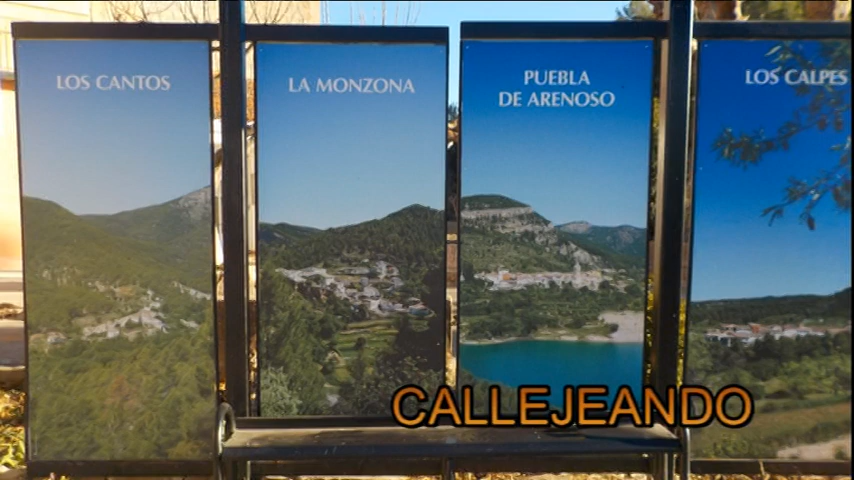 LOS CANTOS
LA MONZONA
PUEBLA
DE ARENOSO
LOS CALPES
CALLEJEANDO